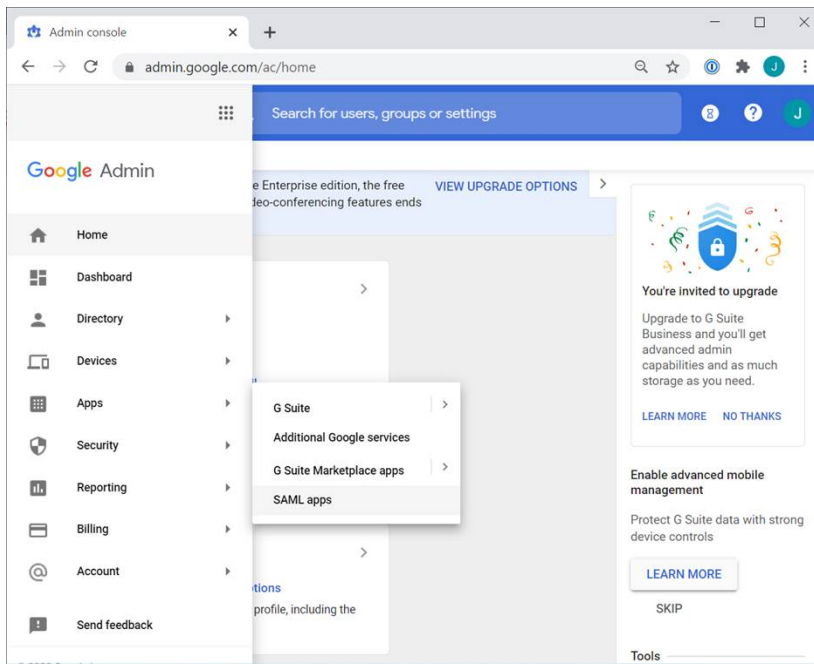 Admin console
admin.google.com/ac/home
J
Search for users, groups or settings
J
Google Admin
Home
Dashboard
Directory
Devices
Apps
Security
Reporting
Billing
Account
Send feedback
e Enterprise edition, the free
deo-conferencing features ends
VIEW UPGRADE OPTIONS
G Suite
Additional Google services
G Suite Marketplace apps
SAML apps
tions
profile, including the
You're invited to upgrade
Upgrade to G Suite
Business and you'll get
advanced admin
capabilities and as much
storage as you need.
LEARN MORE NO THANKS
Enable advanced mobile
management
Protect G Suite data with strong
device controls
LEARN MORE
SKIP
Tools